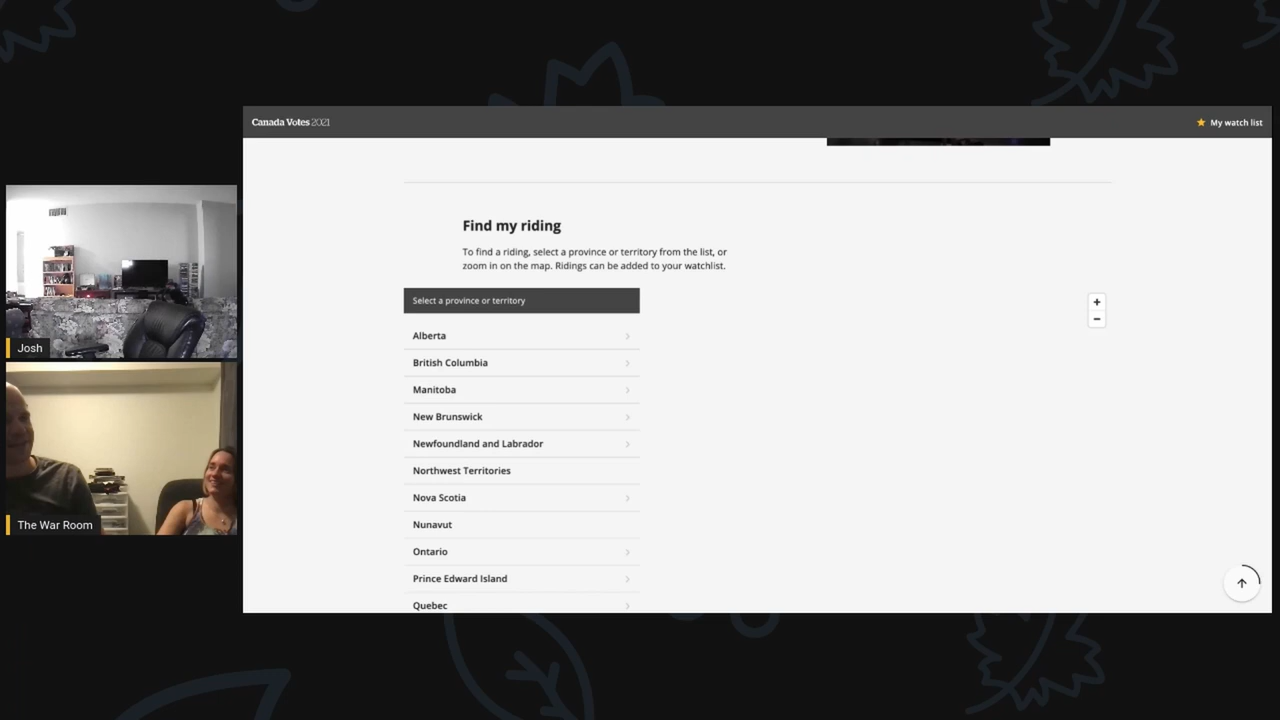 Canada Votes 2021
My watch list
Find my riding
To find a riding, select a province or territory from the list, or
zoom in on the map. Ridings can be added to your watchlist.
Select a province or territory
Alberta
British Columbia
Manitoba
New Brunswick
Newfoundland and Labrador
Northwest Territories
Nova Scotia
Nunavut
Ontario
Prince Edward Island
Quebec
Josh
The War Room